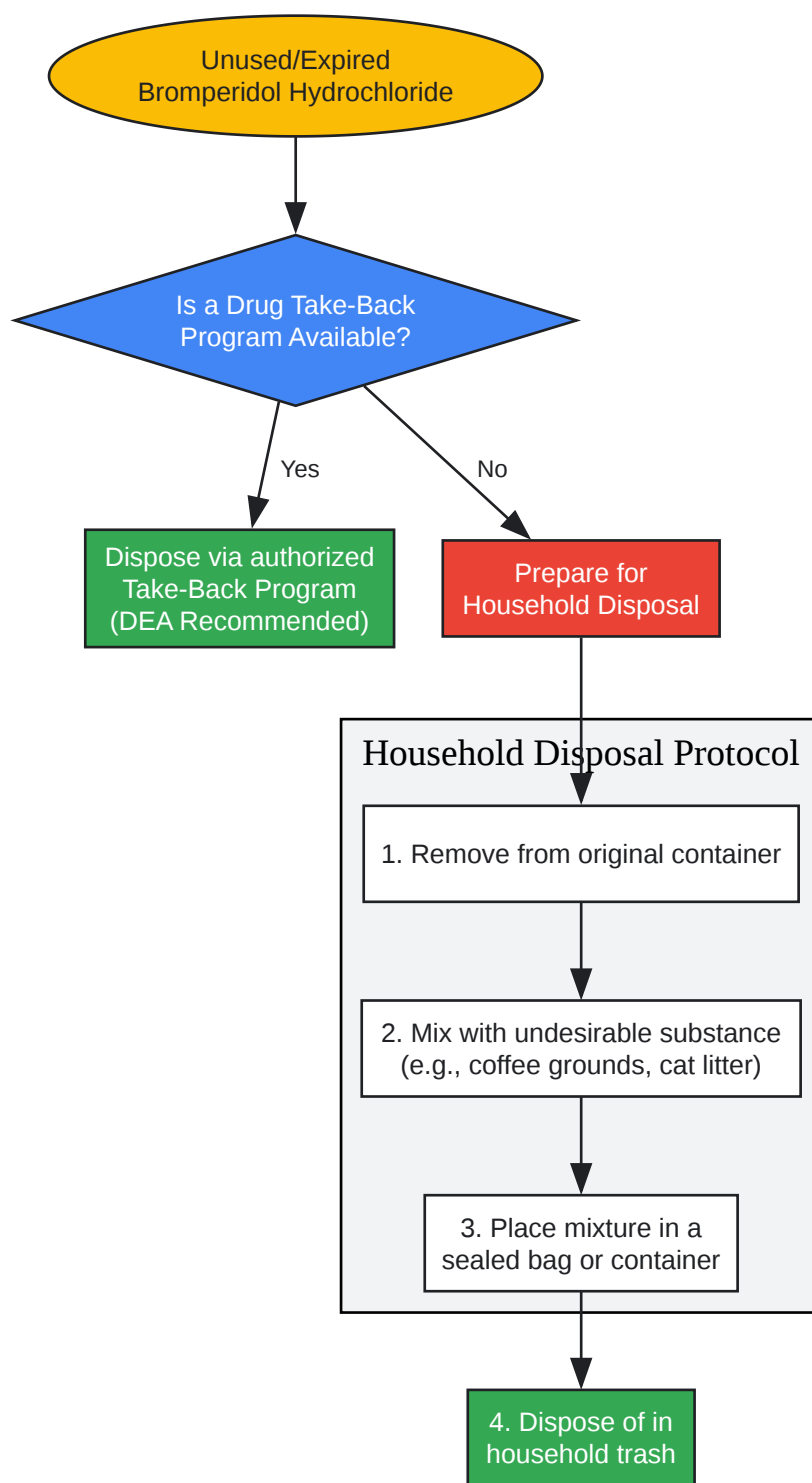 Unused/Expired
Bromperidol Hydrochloride
Is a Drug Take-Back
Program Available?
Yes
No
Dispose via authorized
Take-Back Program
(DEA Recommended)
Prepare for
Household Disposal
Household Disposal Protocol
1. Remove from original container
2. Mix with undesirable substance
(e.g., coffee grounds, cat litter)
3. Place mixture in a
sealed bag or container
4. Dispose of in
household trash